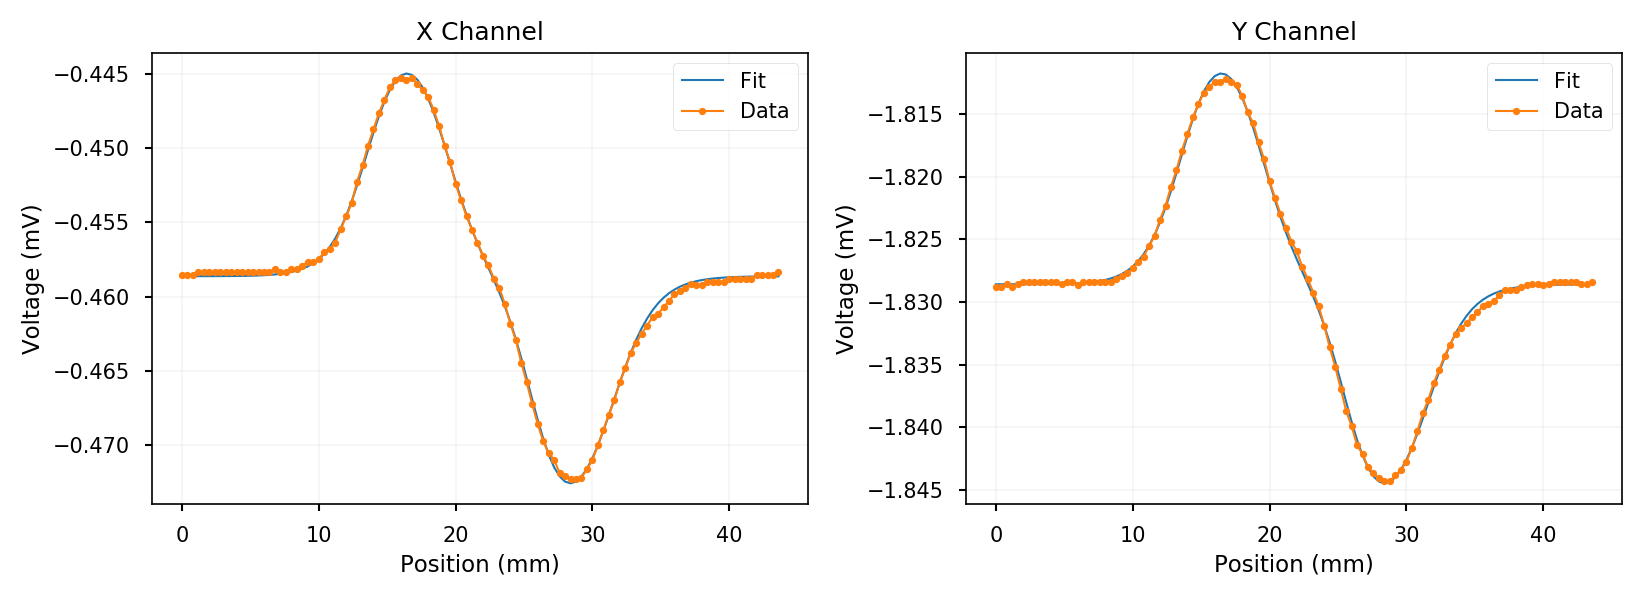 X Channel
Voltage (mV)
−0.445
−0.450
−0.455
−0.460
−0.465
−0.470
0
10
20
30
40
Position (mm)
Fit
Data
Y Channel
Voltage (mV)
−1.815
−1.820
−1.825
−1.830
−1.835
−1.840
−1.845
0
10
20
30
40
Position (mm)
Fit
Data